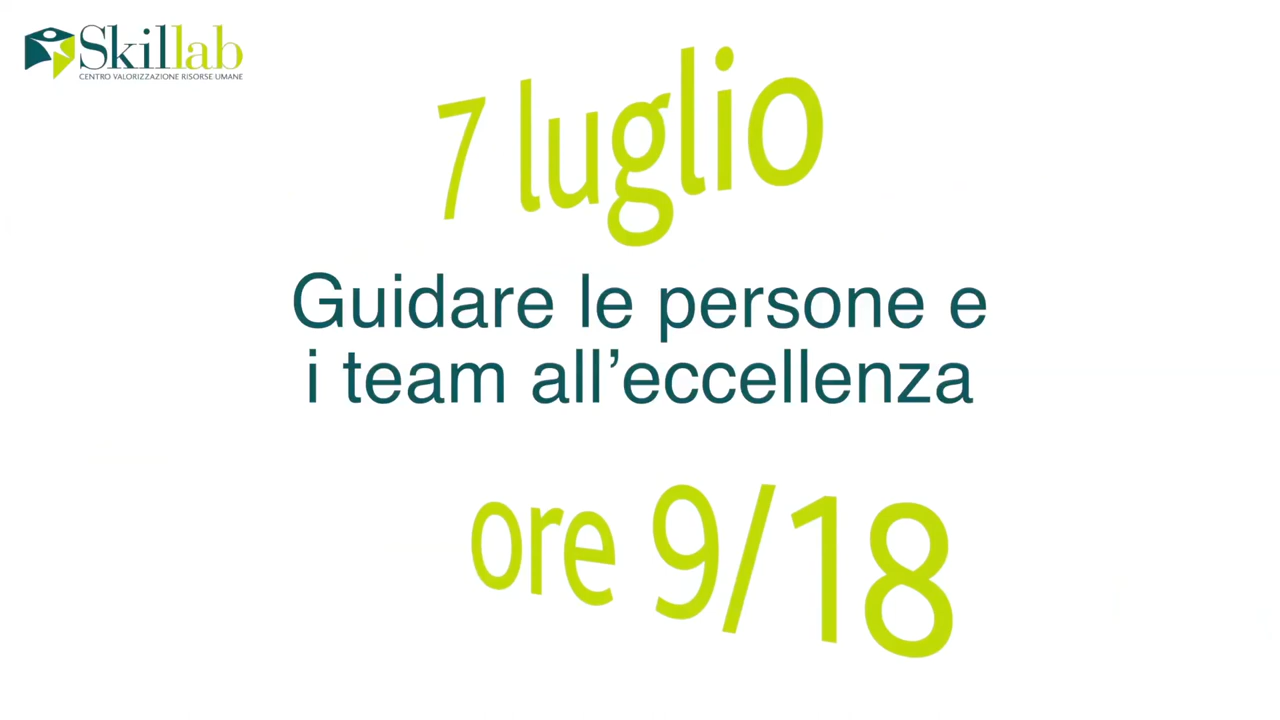 Skillab
CENTRO VALORIZZAZIONE RISORSE UMANE
7 luglio
Guidare le persone e
i team all’eccellenza
ore 9/18